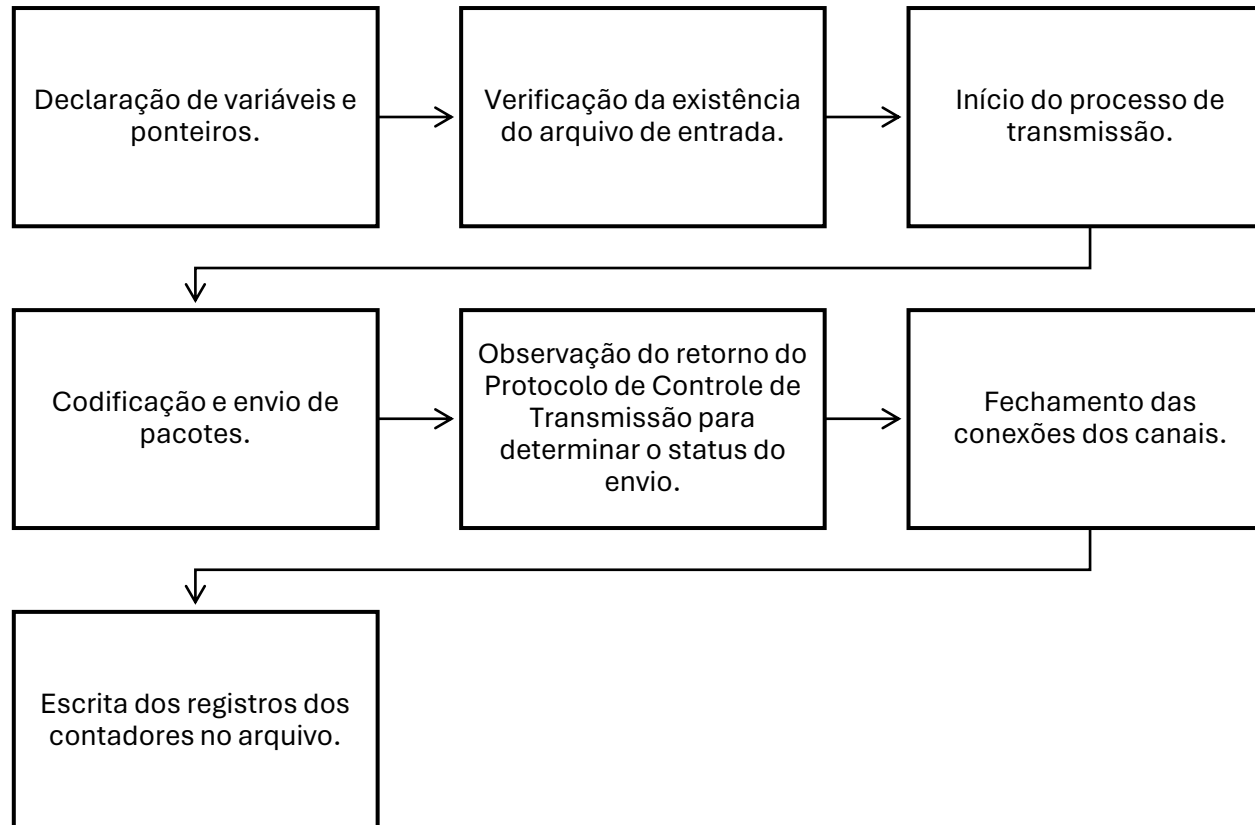 Declaração de variáveis e
ponteiros.
Verificação da existência
do arquivo de entrada.
Início do processo de
transmissão.
Codificação e envio de
pacotes.
Observação do retorno do
Protocolo de Controle de
Transmissão para
determinar o status do
envio.
Fechamento das
conexões dos canais.
Escrita dos registros dos
contadores no arquivo.